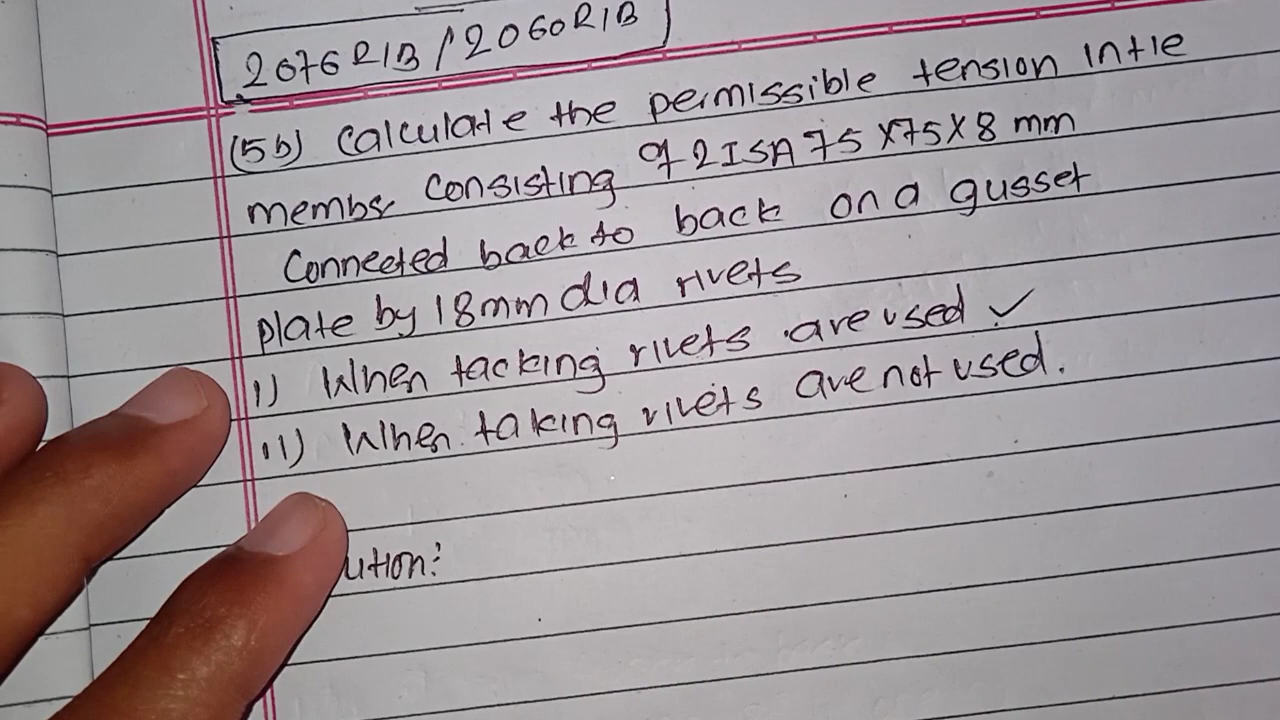 2076 R/B / 2060 R/B
(5b) Calculate the permissible tension in tie
member consisting of 2 ISA 75 x75 x 8 mm
Connected back to back on a gusset
plate by 18mm dia rivets
i) When tacking rivets are used ✓
ii) When taking rivets are not used.
ution: